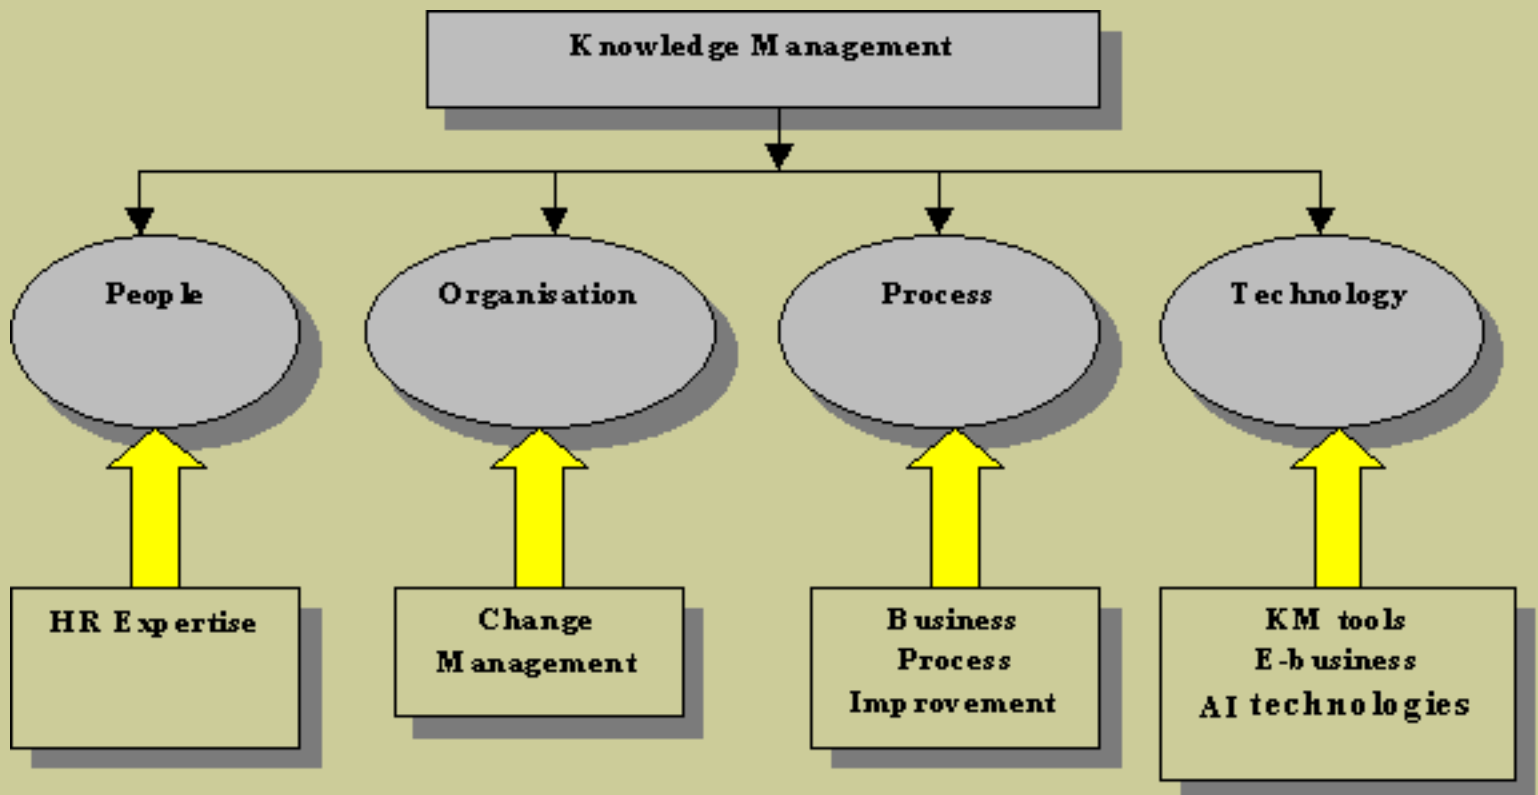 Knowledge Management
People
Organisation
Process
Technology
HR Expertise
Change
Management
Business
Process
Improvement
KM tools
E-business
AI technologies